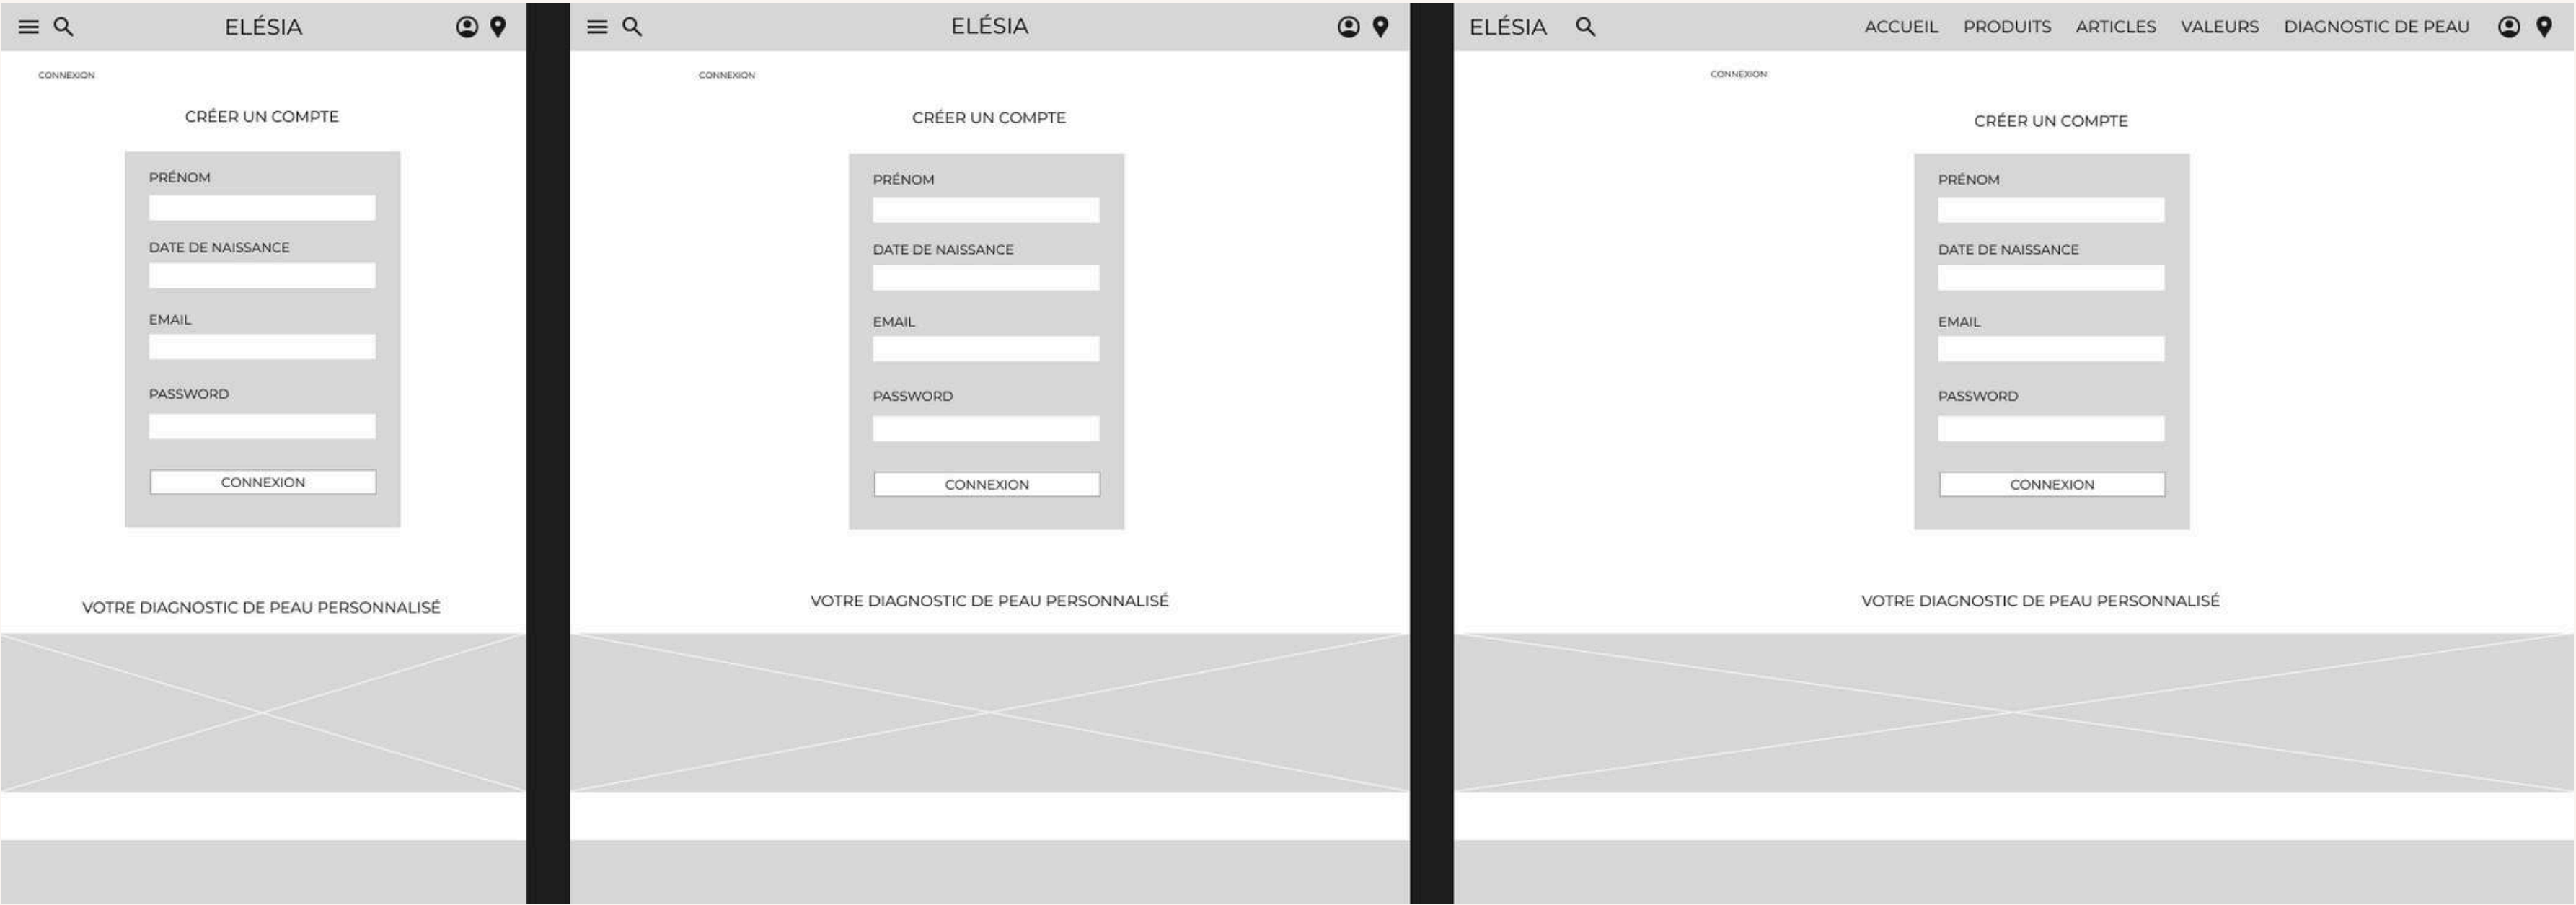 ELÉSIA
CONNEXION
CRÉER UN COMPTE
PRÉNOM
DATE DE NAISSANCE
EMAIL
PASSWORD
CONNEXION
VOTRE DIAGNOSTIC DE PEAU PERSONNALISÉ
ELÉSIA
CONNEXION
CRÉER UN COMPTE
PRÉNOM
DATE DE NAISSANCE
EMAIL
PASSWORD
CONNEXION
VOTRE DIAGNOSTIC DE PEAU PERSONNALISÉ
ELÉSIA ACCUEIL PRODUITS ARTICLES VALEURS DIAGNOSTIC DE PEAU
CONNEXION
CRÉER UN COMPTE
PRÉNOM
DATE DE NAISSANCE
EMAIL
PASSWORD
CONNEXION
VOTRE DIAGNOSTIC DE PEAU PERSONNALISÉ